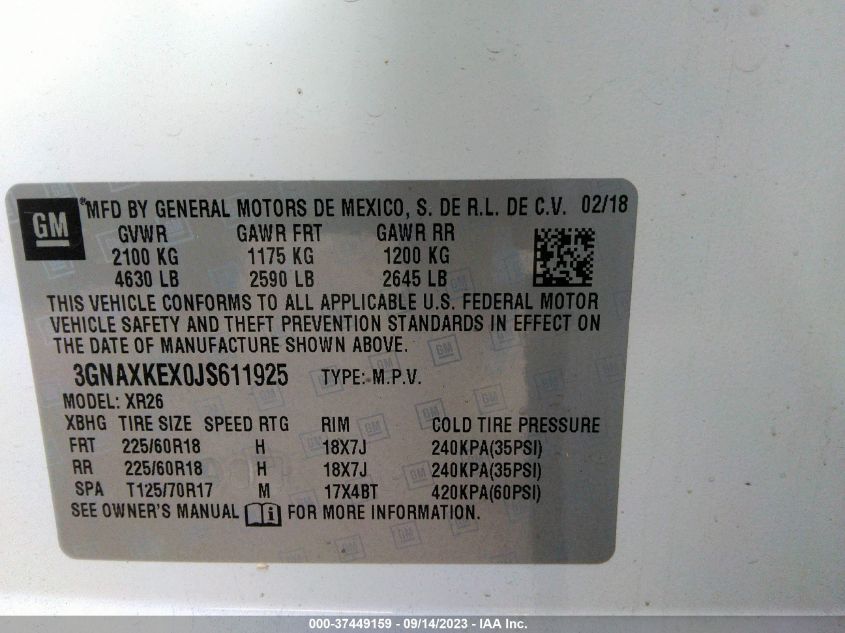 GM
®MFD BY GENERAL MOTORS DE MEXICO, S. DE R.L. DE C.V. 02/18
GVWR GAWR FRT GAWR RR
2100 KG 1175 KG 1200 KG
4630 LB 2590 LB 2645 LB
THIS VEHICLE CONFORMS TO ALL APPLICABLE U.S. FEDERAL MOTOR
VEHICLE SAFETY AND THEFT PREVENTION STANDARDS IN EFFECT ON
THE DATE OF MANUFACTURE SHOWN ABOVE.
3GNAXKEX0JS611925 TYPE: M.P.V.
MODEL: XR26
XBHG TIRE SIZE SPEED RTG RIM COLD TIRE PRESSURE
FRT 225/60R18 H 18X7J 240KPA(35PSI)
RR 225/60R18 H 18X7J 240KPA(35PSI)
SPA T125/70R17 M 17X4BT 420KPA(60PSI)
SEE OWNER'S MANUAL FOR MORE INFORMATION.
000-37449159 - 09/14/2023 - IAA Inc.